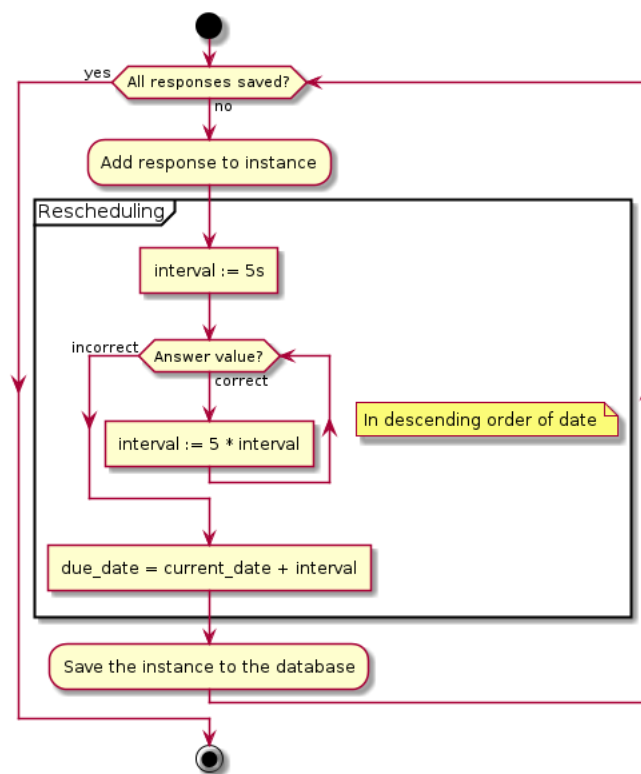 All responses saved?
yes
no
Add response to instance
Rescheduling
interval := 5s
Answer value?
incorrect
correct
interval := 5 * interval
In descending order of date
due_date = current_date + interval
Save the instance to the database